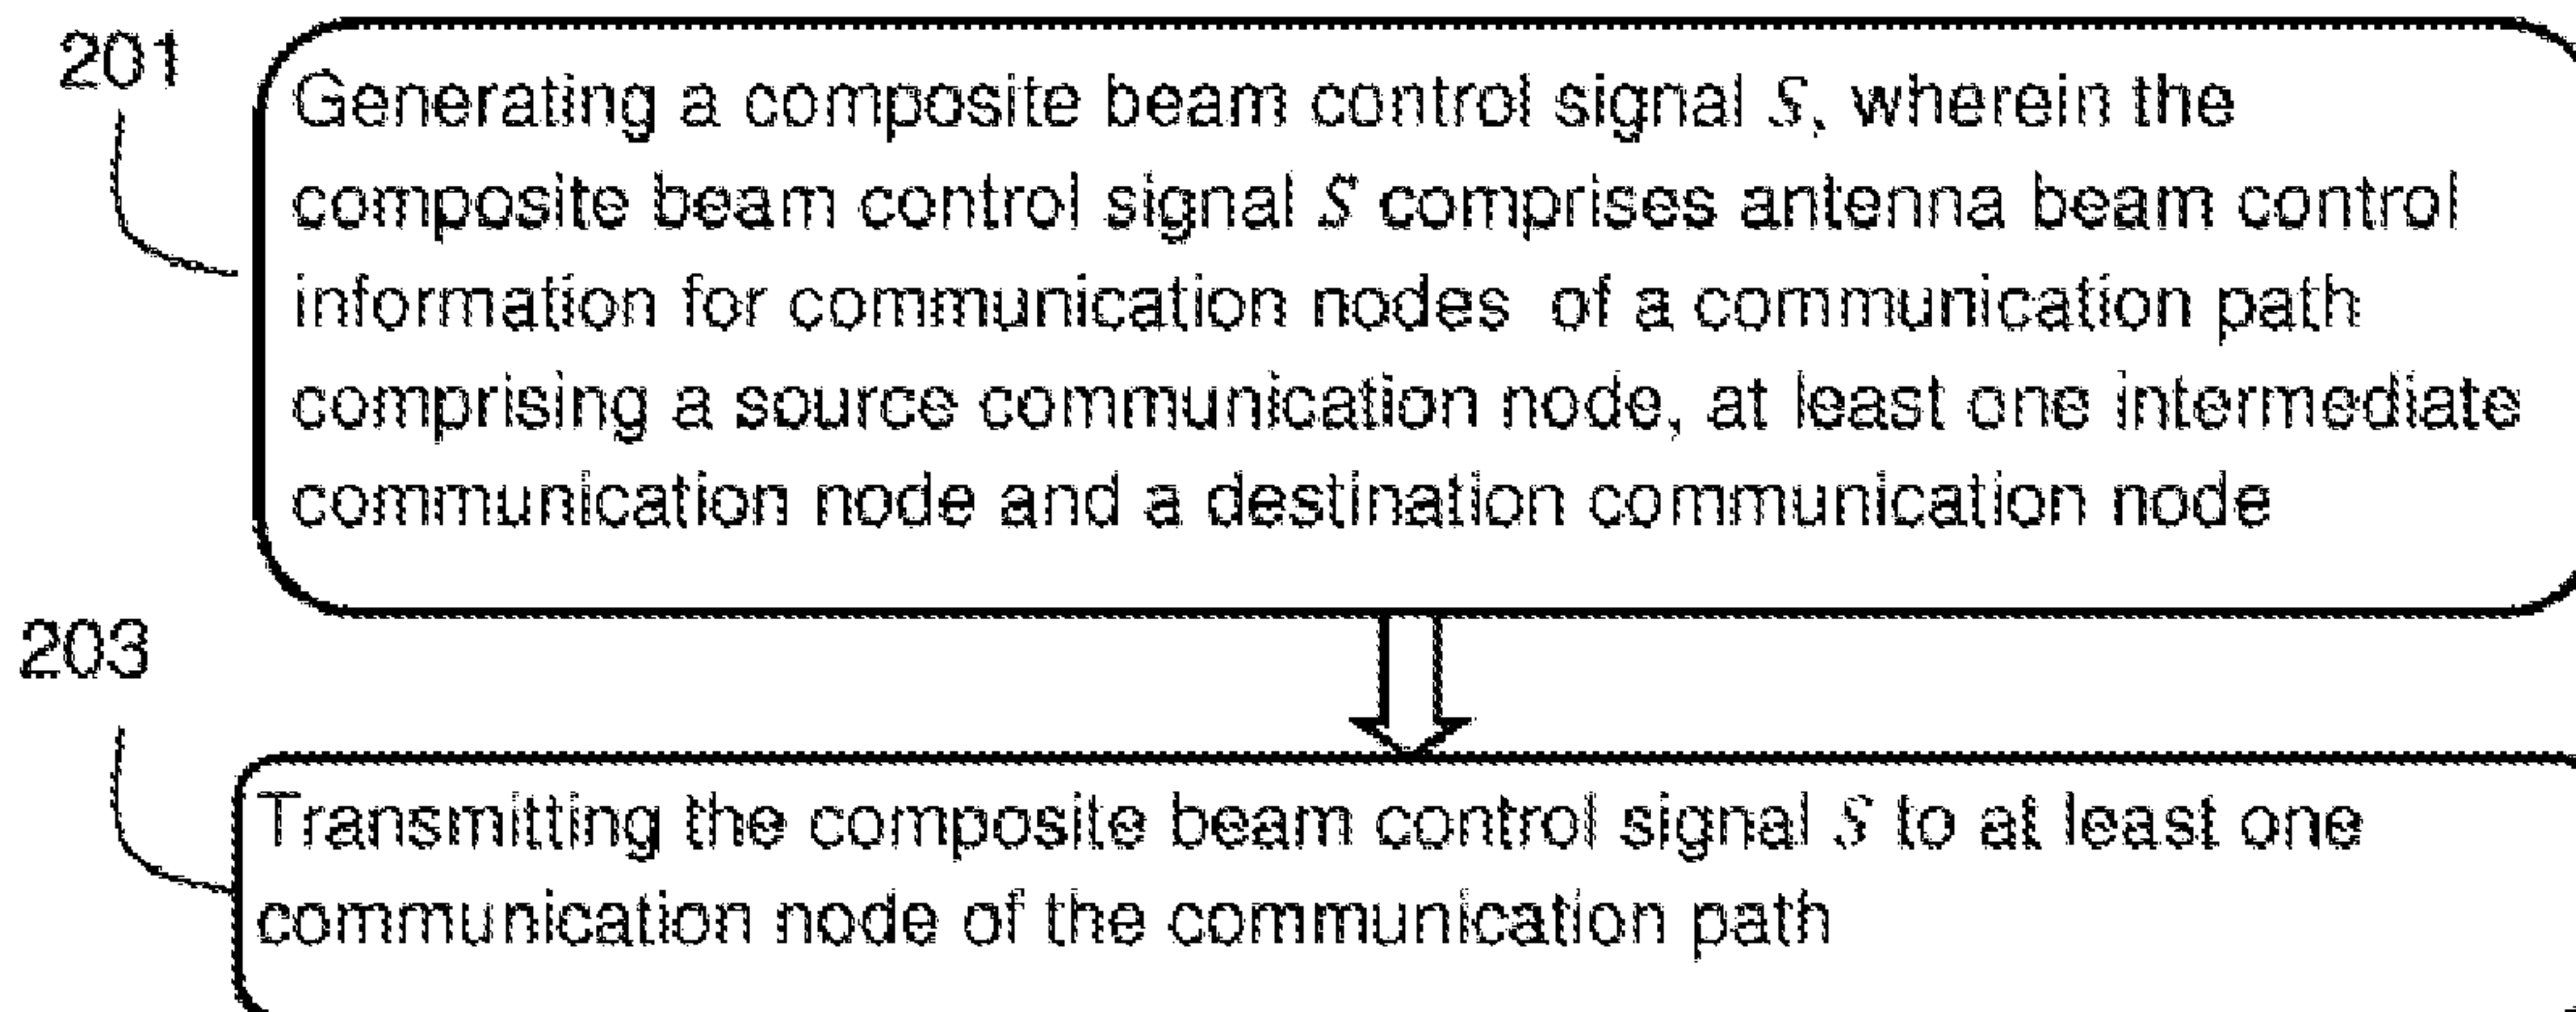 201
Generating a composite beam control signal S, wherein the
composite beam control signal S comprises antenna beam control
information for communication nodes of a communication path
comprising a source communication node, at least one intermediate
communication node and a destination communication node
203
Transmitting the composite beam control signal S to at least one
communication node of the communication path